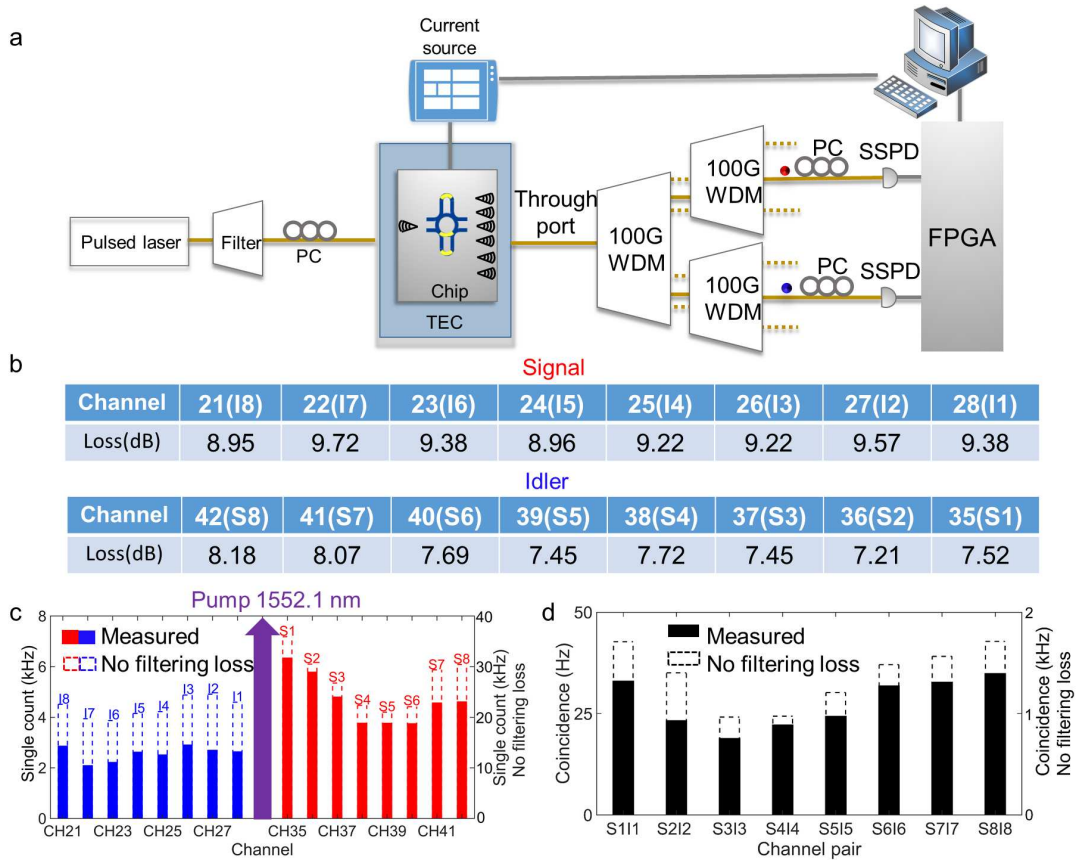 a
Current
source
Pulsed laser
Filter
PC
Chip
TEC
Through
port
100G
WDM
100G
WDM
100G
WDM
PC
SSPD
PC
SSPD
FPGA
b
Signal
Channel 21(I8) 22(I7) 23(I6) 24(I5) 25(I4) 26(I3) 27(I2) 28(I1)
Loss(dB) 8.95 9.72 9.38 8.96 9.22 9.22 9.57 9.38
Idler
Channel 42(S8) 41(S7) 40(S6) 39(S5) 38(S4) 37(S3) 36(S2) 35(S1)
Loss(dB) 8.18 8.07 7.69 7.45 7.72 7.45 7.21 7.52
c
Pump 1552.1 nm
Measured
No filtering loss
Single count (kHz)
8
6
4
2
0
I8 I7 I6 I5 I4 I3 I2 I1
S1 S2 S3 S4 S5 S6 S7 S8
40
30
20
10
0
Single count (kHz)
No filtering loss
CH21 CH23 CH25 CH27 CH35 CH37 CH39 CH41
Channel
d
Measured
No filtering loss
Coincidence (Hz)
50
25
0
2
1
0
Coincidence (kHz)
No filtering loss
S1I1 S2I2 S3I3 S4I4 S5I5 S6I6 S7I7 S8I8
Channel pair